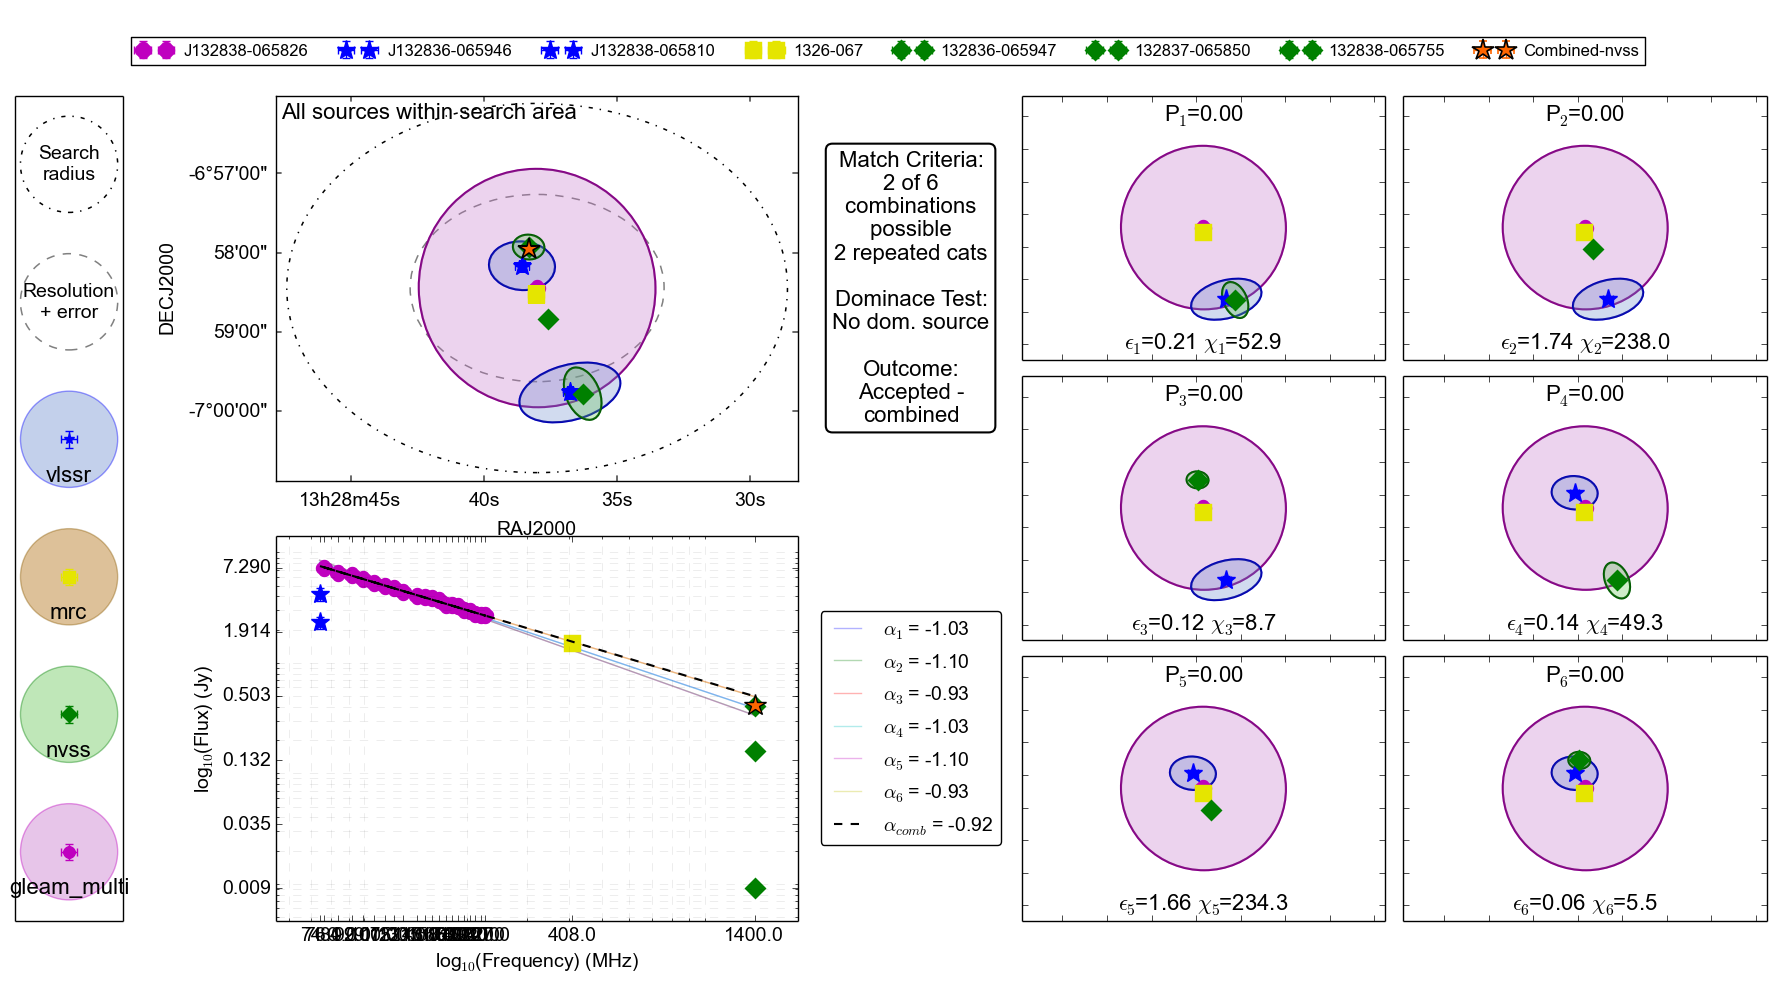 J132838-065826 J132836-065946 J132838-065810 1326-067 132836-065947 132837-065850 132838-065755 Combined-nvss
Search
radius
Resolution
+ error
vlssr
mrc
nvss
gleam_multi
All sources within search area
DECJ2000
-6°57'00"
58'00"
59'00"
-7°00'00"
13h28m45s 40s 35s 30s
RAJ2000
Match Criteria:
2 of 6
combinations
possible
2 repeated cats
Dominace Test:
No dom. source
Outcome:
Accepted -
combined
log10(Flux) (Jy)
7.290
1.914
0.503
0.132
0.035
0.009
408.0 1400.0
log10(Frequency) (MHz)
α1 = -1.03
α2 = -1.10
α3 = -0.93
α4 = -1.03
α5 = -1.10
α6 = -0.93
αcomb = -0.92
P1=0.00
ϵ1=0.21 χ1=52.9
P2=0.00
ϵ2=1.74 χ2=238.0
P3=0.00
ϵ3=0.12 χ3=8.7
P4=0.00
ϵ4=0.14 χ4=49.3
P5=0.00
ϵ5=1.66 χ5=234.3
P6=0.00
ϵ6=0.06 χ6=5.5